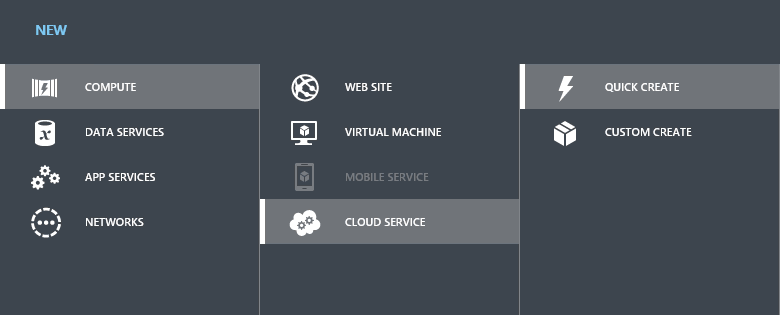 NEW
COMPUTE
DATA SERVICES
APP SERVICES
NETWORKS
WEB SITE
VIRTUAL MACHINE
MOBILE SERVICE
CLOUD SERVICE
QUICK CREATE
CUSTOM CREATE